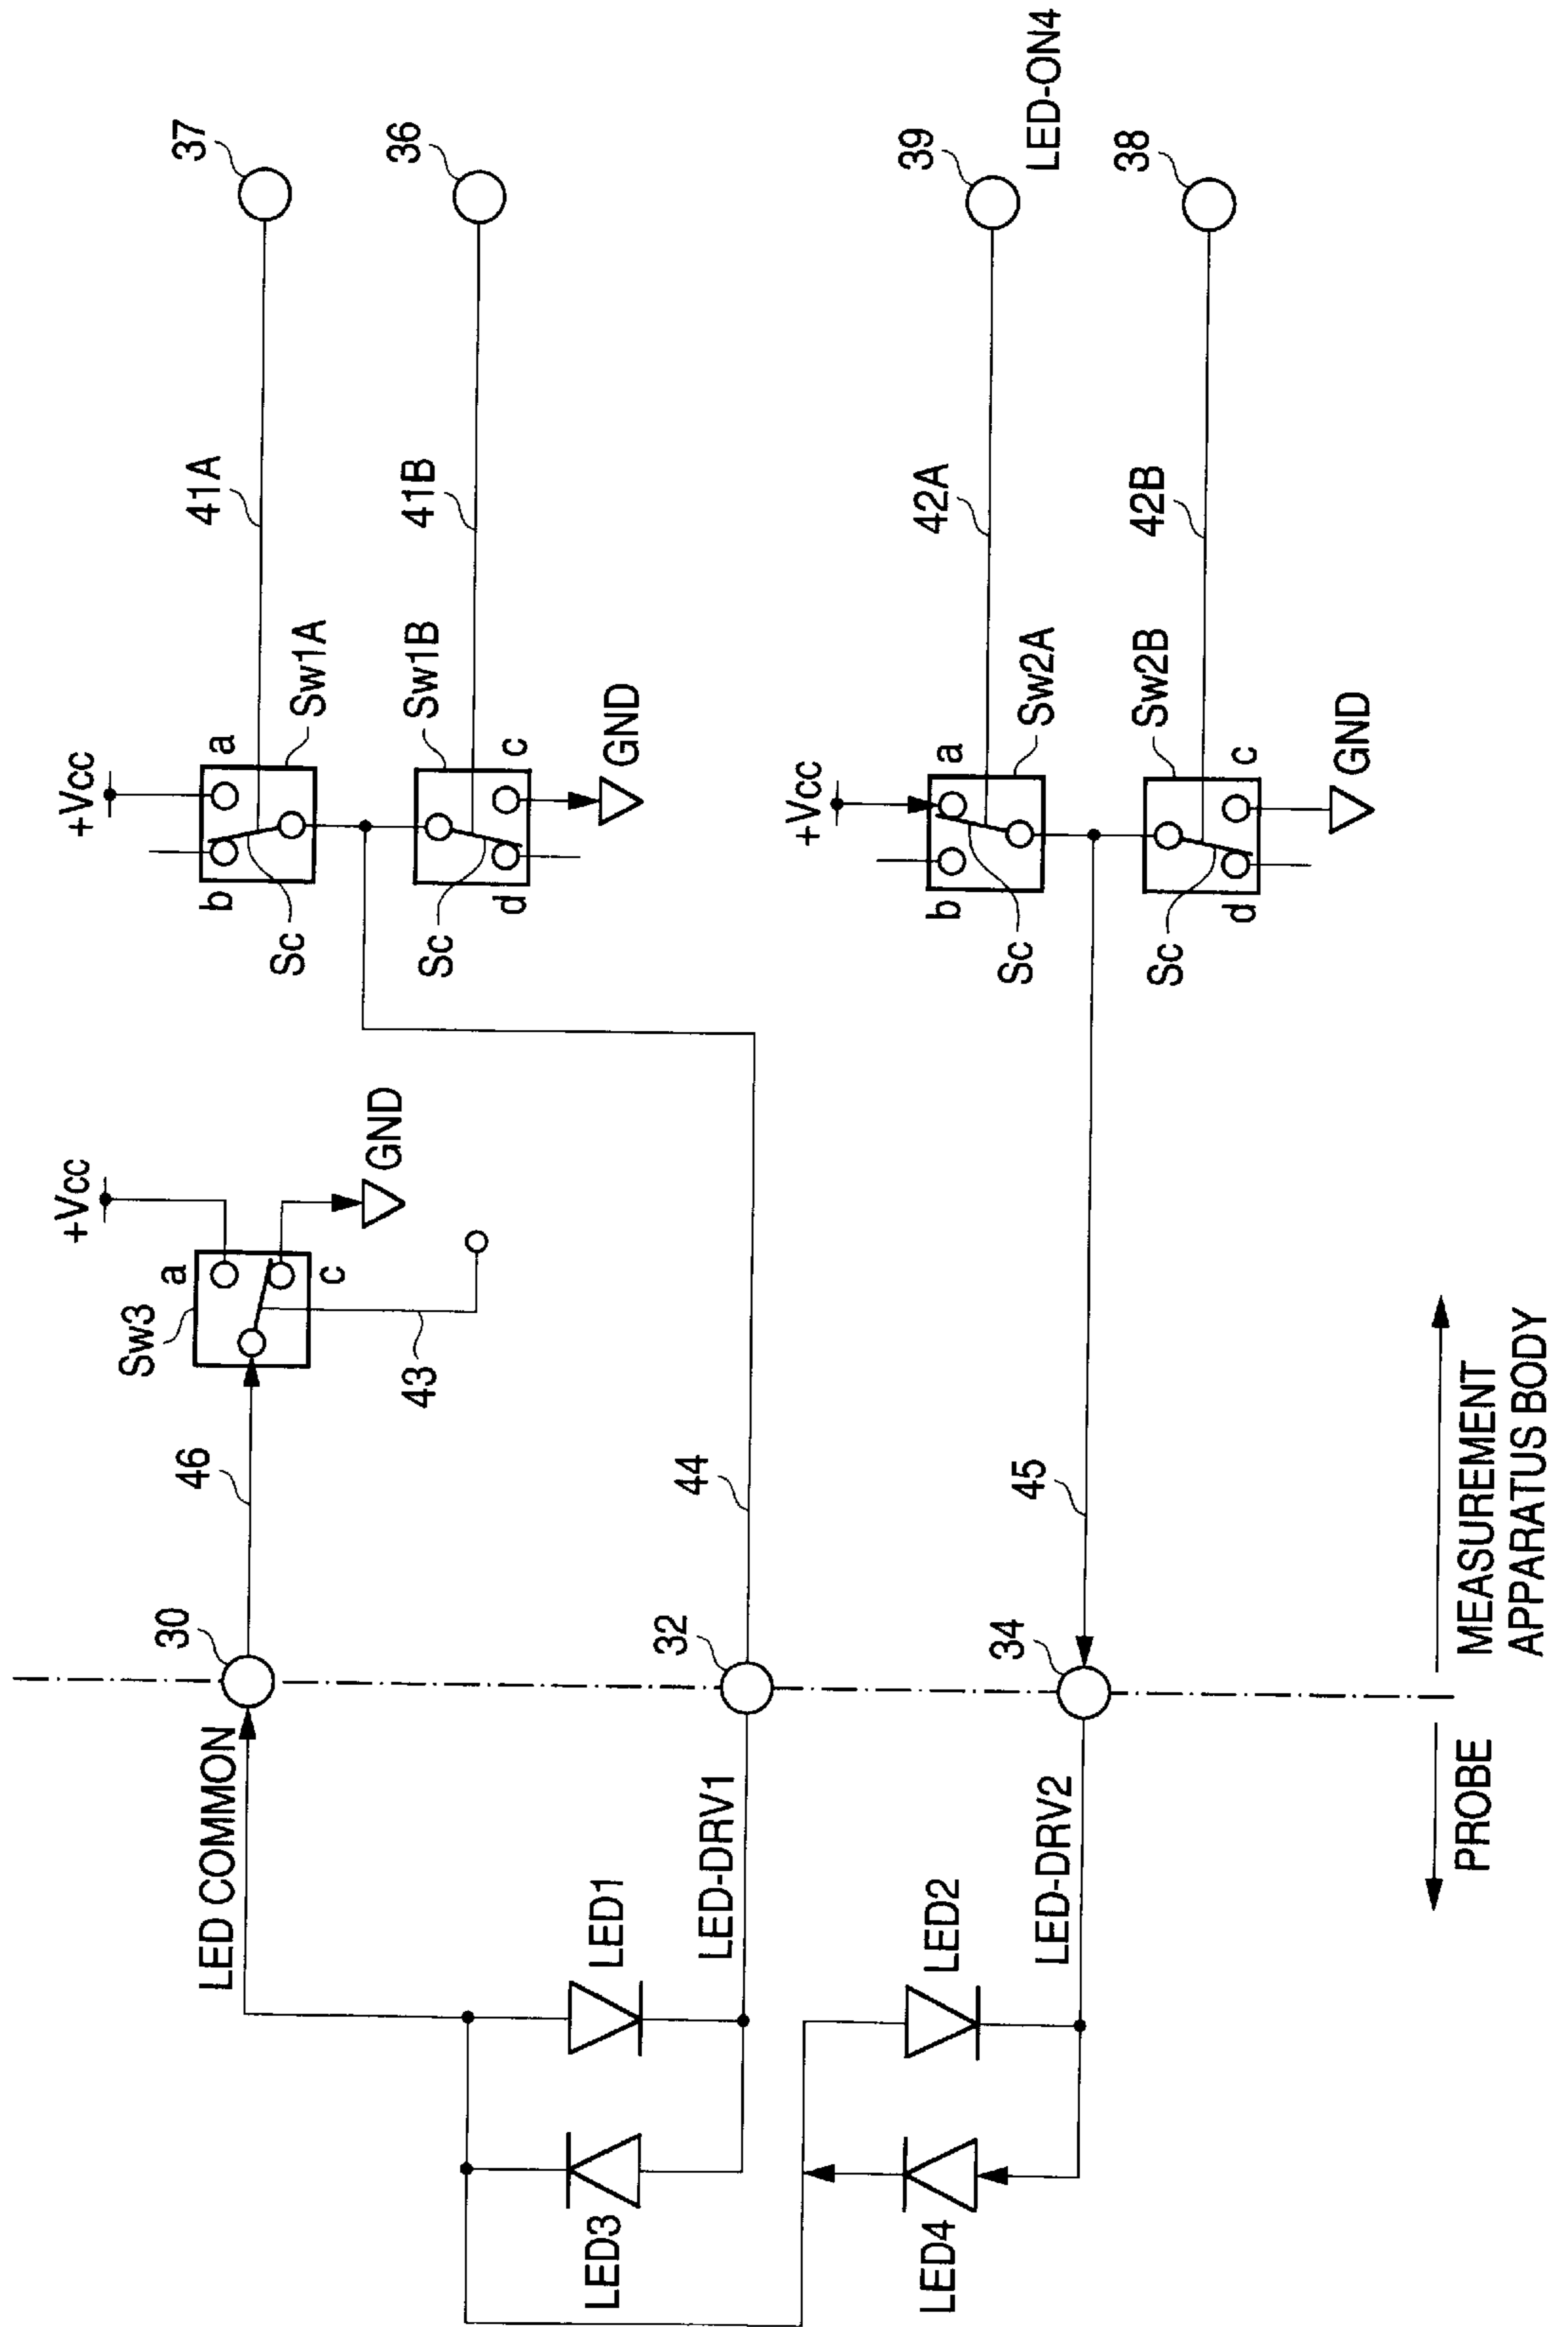 37
36
39
LED-ON4
38
41A
41B
42A
42B
+Vcc
a
b
Sc
Sw1A
Sw1B
c
d
Sc
GND
+Vcc
a
b
Sc
Sw2A
Sw2B
c
d
Sc
GND
+Vcc
a
c
Sw3
GND
43
46
44
45
30
32
34
LED COMMON
LED-DRV1
LED-DRV2
LED1
LED2
LED3
LED4
PROBE
MEASUREMENT
APPARATUS BODY